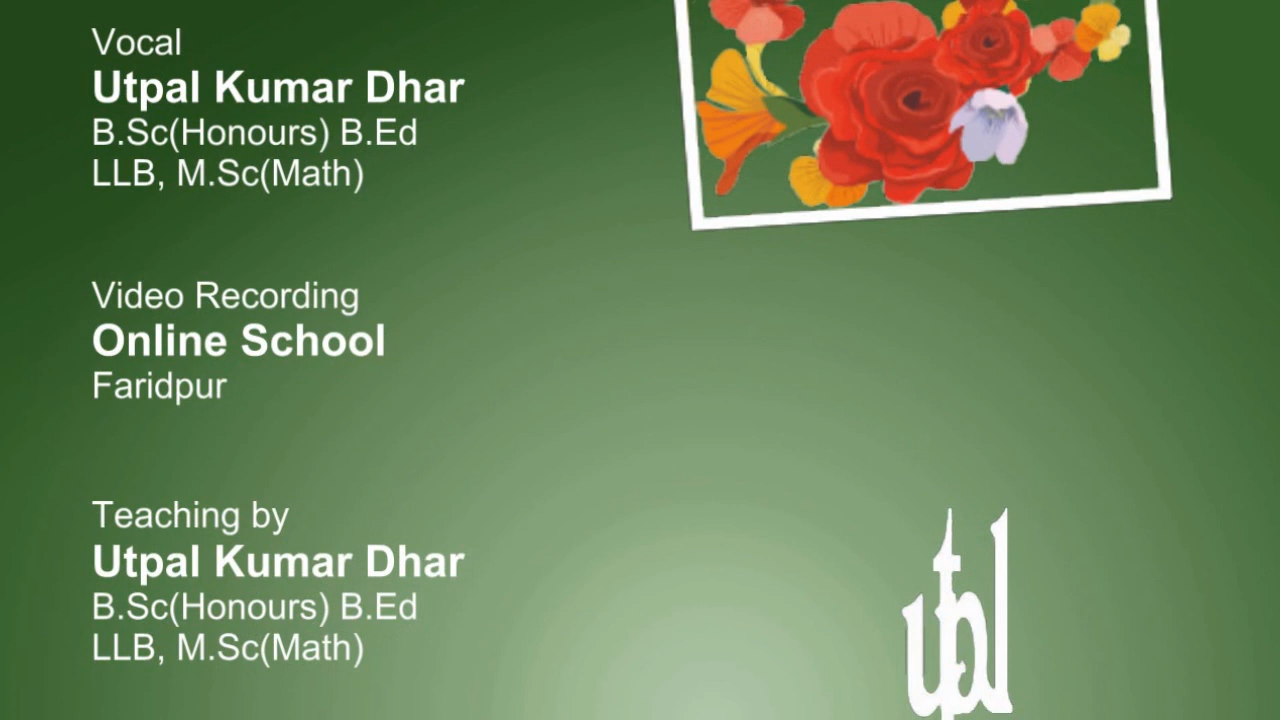 Vocal
Utpal Kumar Dhar
B.Sc(Honours) B.Ed
LLB, M.Sc(Math)
Video Recording
Online School
Faridpur
Teaching by
Utpal Kumar Dhar
B.Sc(Honours) B.Ed
LLB, M.Sc(Math)
utpal